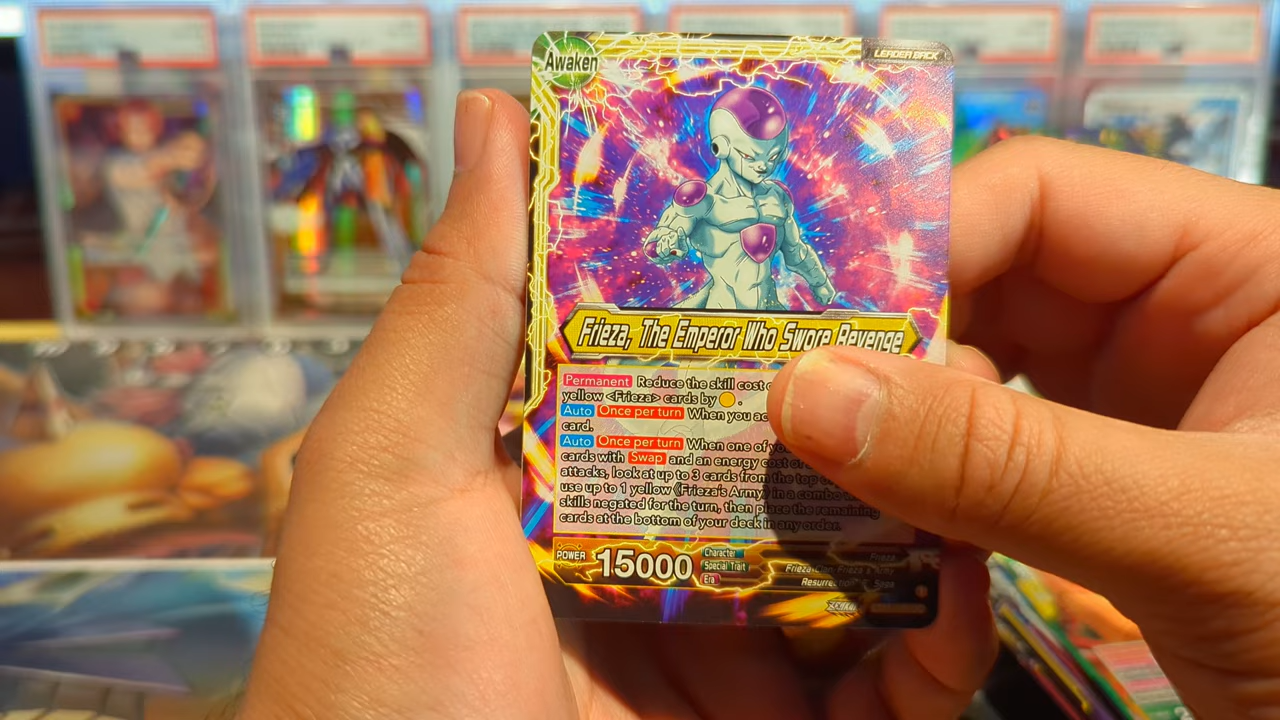 Awaken
LEADER BACK
Frieza, The Emperor Who Swore Revenge
Permanent Reduce the skill cost
yellow <Frieza> cards by
Auto Once per turn When you
card.
Auto Once per turn When one of
cards with Swap and an energy cost of
attacks, look at up to 3 cards from the top
use up to 1 yellow 《Frieza's Army》 in a combo
skills negated for the turn, then place the remaining
cards at the bottom of your deck in any order.
POWER 15000
Character Frieza
Special Trait Frieza Clan, Frieza's Army
Era Saga